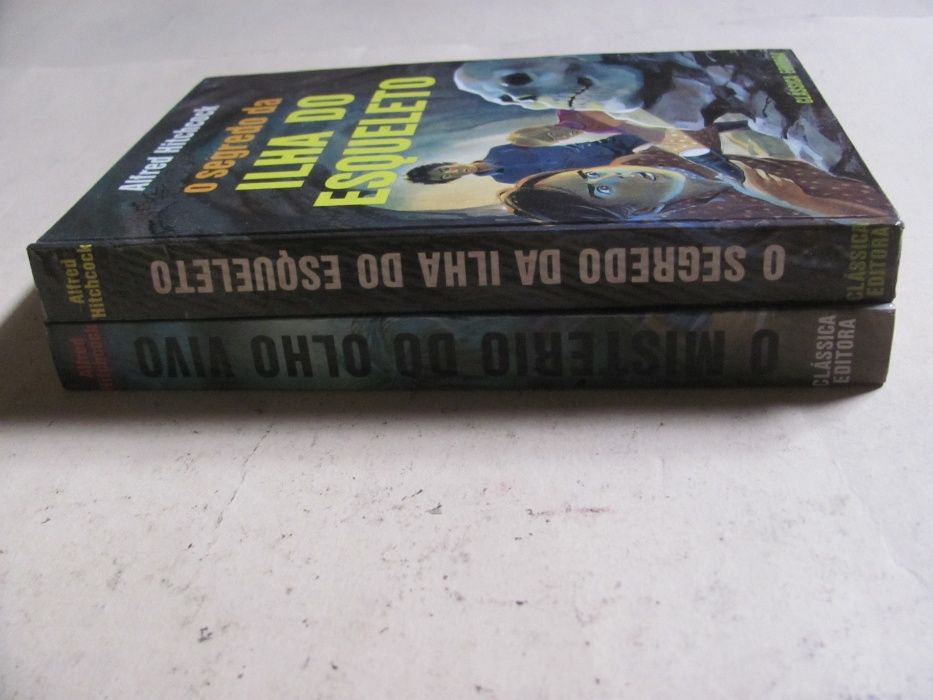 Alfred Hitchcock
o segredo da
ILHA DO
ESQUELETO
CLÁSSICA EDITORA
Alfred
Hitchcock
O SEGREDO DA ILHA DO ESQUELETO
CLÁSSICA
EDITORA
Alfred
Hitchcock
O MISTÉRIO DO OLHO VIVO
CLÁSSICA
EDITORA